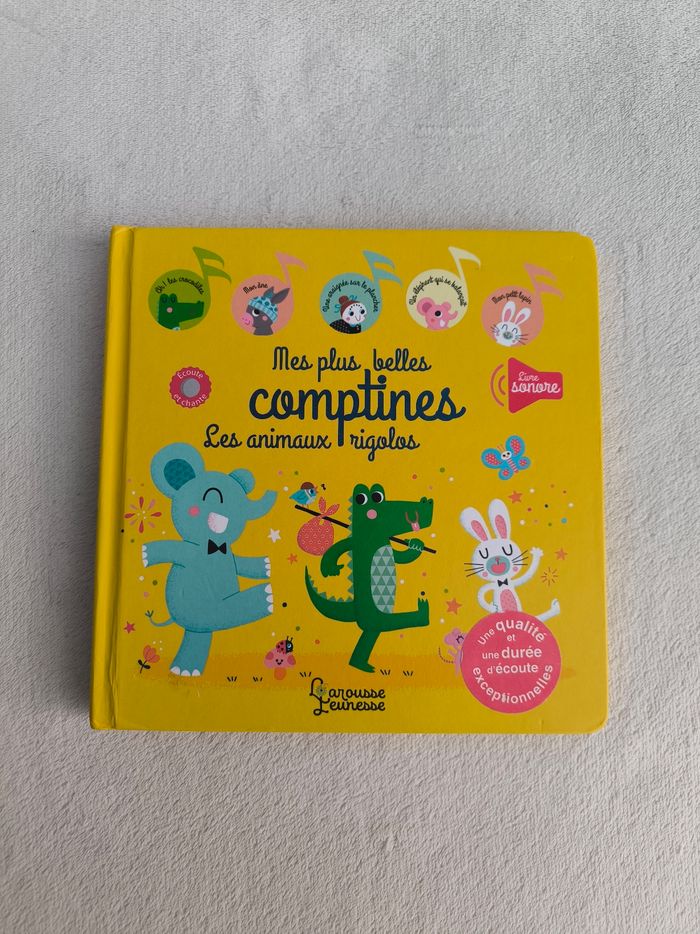 Ah ! les crocodiles
Mon âne
Une araignée sur le plancher
Un éléphant qui se balançait
Mon petit lapin
Mes plus belles
comptines
Les animaux rigolos
Écoute
et chante
Livre
sonore
Une qualité
et
une durée
d'écoute
exceptionnelles
Larousse
Jeunesse